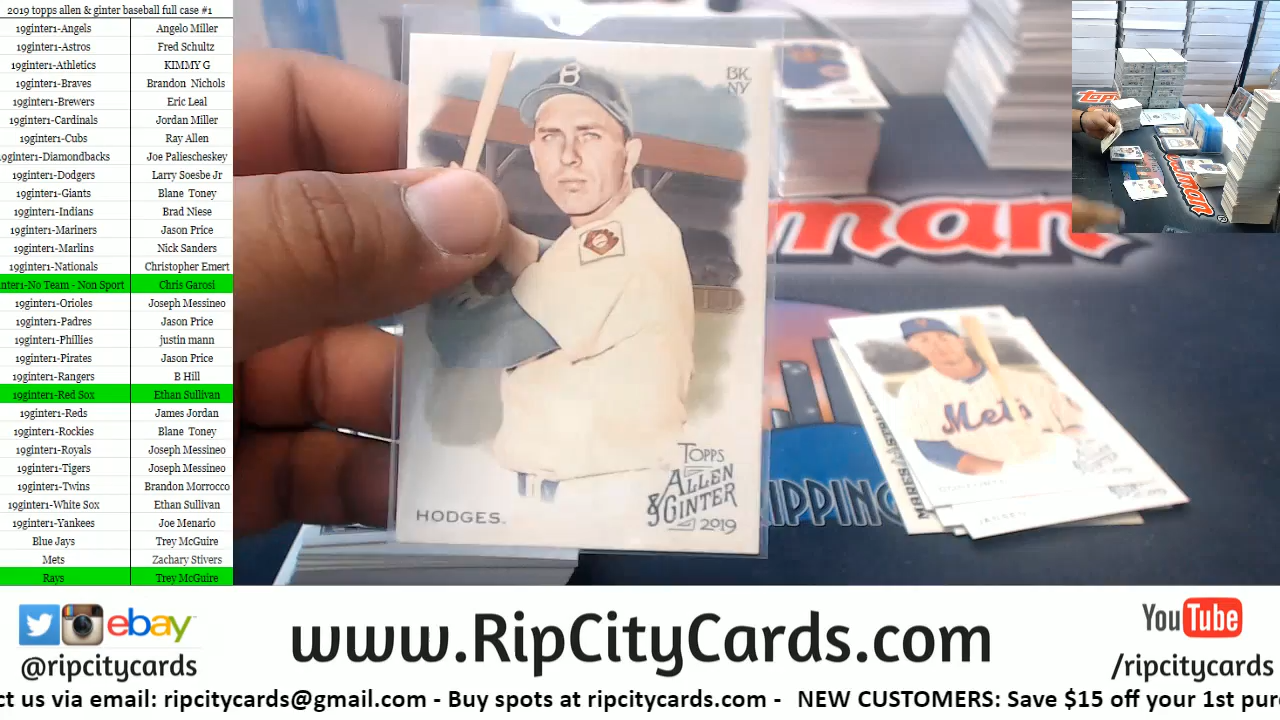 2019 topps allen & ginter baseball full case #1
19ginter1-Angels Angelo Miller
19ginter1-Astros Fred Schultz
19ginter1-Athletics KIMMY G
19ginter1-Braves Brandon Nichols
19ginter1-Brewers Eric Leal
19ginter1-Cardinals Jordan Miller
19ginter1-Cubs Ray Allen
9ginter1-Diamondbacks Joe Paliescheskey
19ginter1-Dodgers Larry Soesbe Jr
19ginter1-Giants Blane Toney
19ginter1-Indians Brad Niese
19ginter1-Mariners Jason Price
19ginter1-Marlins Nick Sanders
19ginter1-Nationals Christopher Emert
nter1-No Team - Non Sport Chris Garosi
19ginter1-Orioles Joseph Messineo
19ginter1-Padres Jason Price
19ginter1-Phillies justin mann
19ginter1-Pirates Jason Price
19ginter1-Rangers B Hill
19ginter1-Red Sox Ethan Sullivan
19ginter1-Reds James Jordan
19ginter1-Rockies Blane Toney
19ginter1-Royals Joseph Messineo
19ginter1-Tigers Joseph Messineo
19ginter1-Twins Brandon Morrocco
19ginter1-White Sox Ethan Sullivan
19ginter1-Yankees Joe Menario
Blue Jays Trey McGuire
Mets Zachary Stivers
Rays Trey McGuire
B
BK
NY
TOPPS
ALLEN
& GINTER
2019
HODGES
man
Mets
IPPING
ebay
@ripcitycards
www.RipCityCards.com
YouTube
/ripcitycards
ct us via email: ripcitycards@gmail.com - Buy spots at ripcitycards.com - NEW CUSTOMERS: Save $15 off your 1st pur